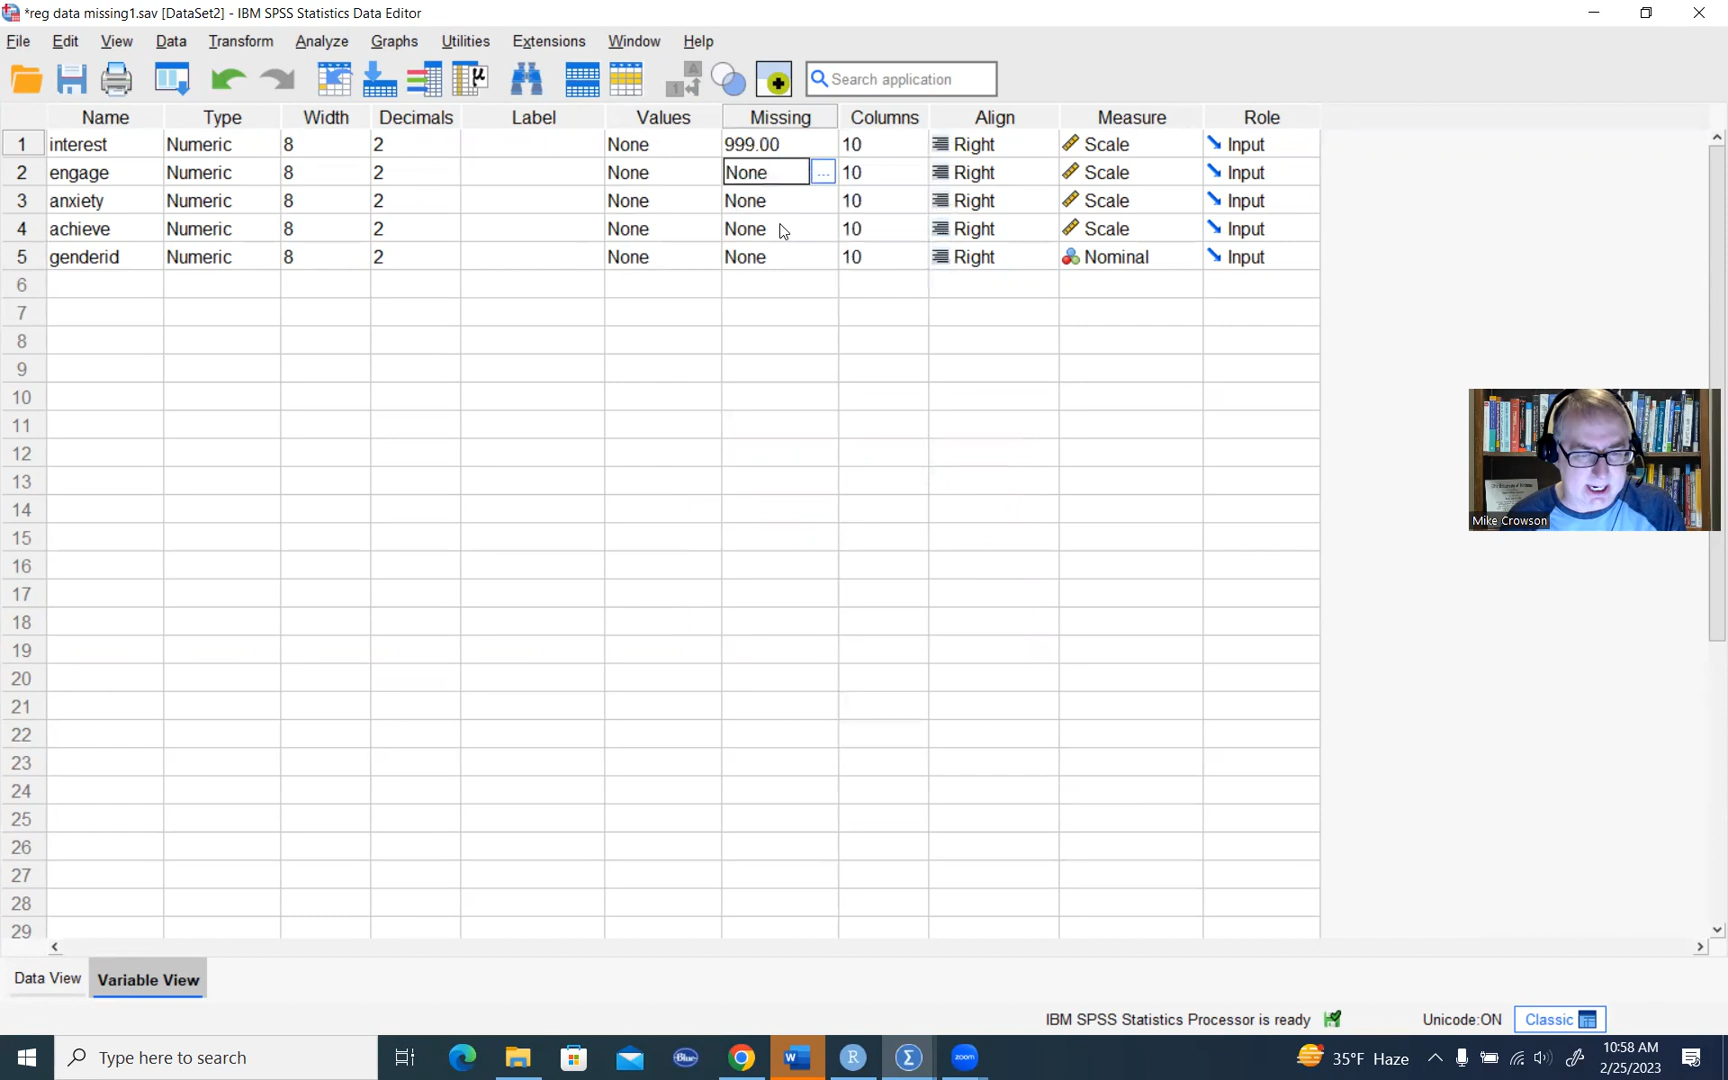 *reg data missing1.sav [DataSet2] - IBM SPSS Statistics Data Editor
File Edit View Data Transform Analyze Graphs Utilities Extensions Window Help
Search application
Name Type Width Decimals Label Values Missing Columns Align Measure Role
1 interest Numeric 8 2 None 999.00 10 Right Scale Input
2 engage Numeric 8 2 None None ... 10 Right Scale Input
3 anxiety Numeric 8 2 None None 10 Right Scale Input
4 achieve Numeric 8 2 None None 10 Right Scale Input
5 genderid Numeric 8 2 None None 10 Right Nominal Input
6
7
8
9
10
11
12
13
14
15
16
17
18
19
20
21
22
23
24
25
26
27
28
29
Mike Crowson
Data View Variable View
IBM SPSS Statistics Processor is ready Unicode:ON Classic
Type here to search
Blue
zoom
35°F Haze
10:58 AM
2/25/2023